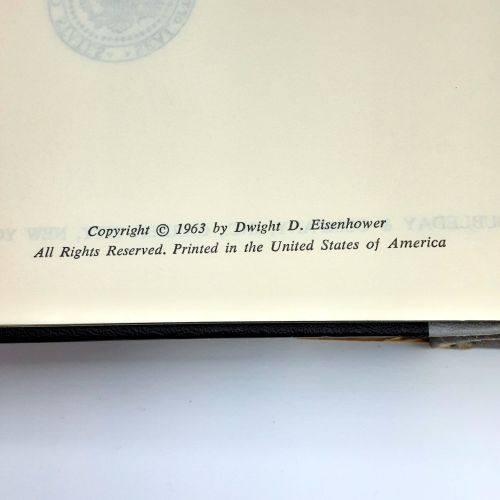 Copyright © 1963 by Dwight D. Eisenhower
All Rights Reserved. Printed in the United States of America